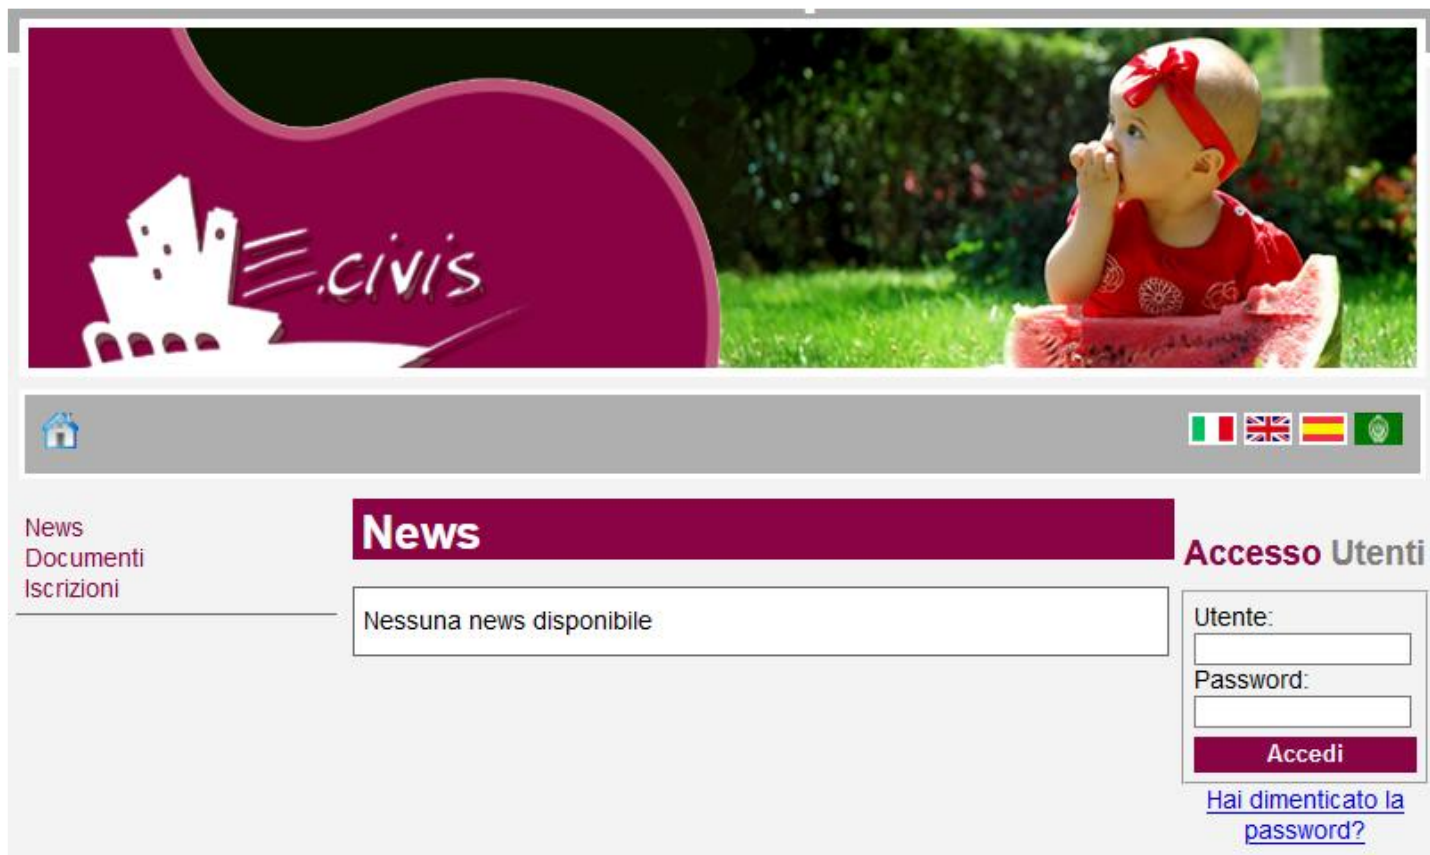 E.civis
News
Documenti
Iscrizioni
News
Nessuna news disponibile
Accesso Utenti
Utente:
Password:
Accedi
Hai dimenticato la
password?